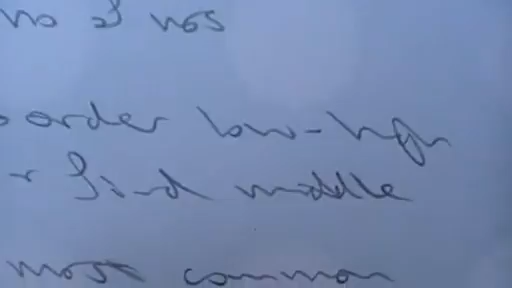 no of nos
order low-high
find middle
most common